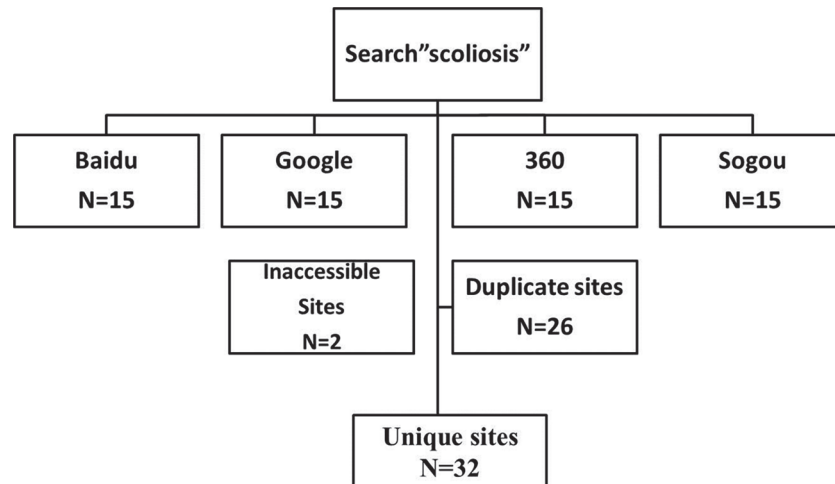 Search”scoliosis”
Baidu
N=15
Google
N=15
360
N=15
Sogou
N=15
Inaccessible
Sites
N=2
Duplicate sites
N=26
Unique sites
N=32